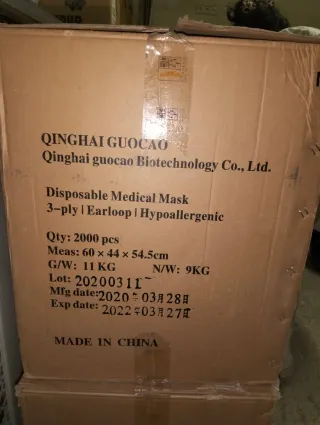 QINGHAI GUOCAO
Qinghai guocao Biotechnology Co., Ltd.
Disposable Medical Mask
3-ply | Earloop | Hypoallergenic
Qty: 2000 pcs
Meas: 60 × 44 × 54.5cm
G/W: 11 KG N/W: 9KG
Lot: 20200311
Mfg date: 2020年03月28日
Exp date: 2022年03月27日
MADE IN CHINA